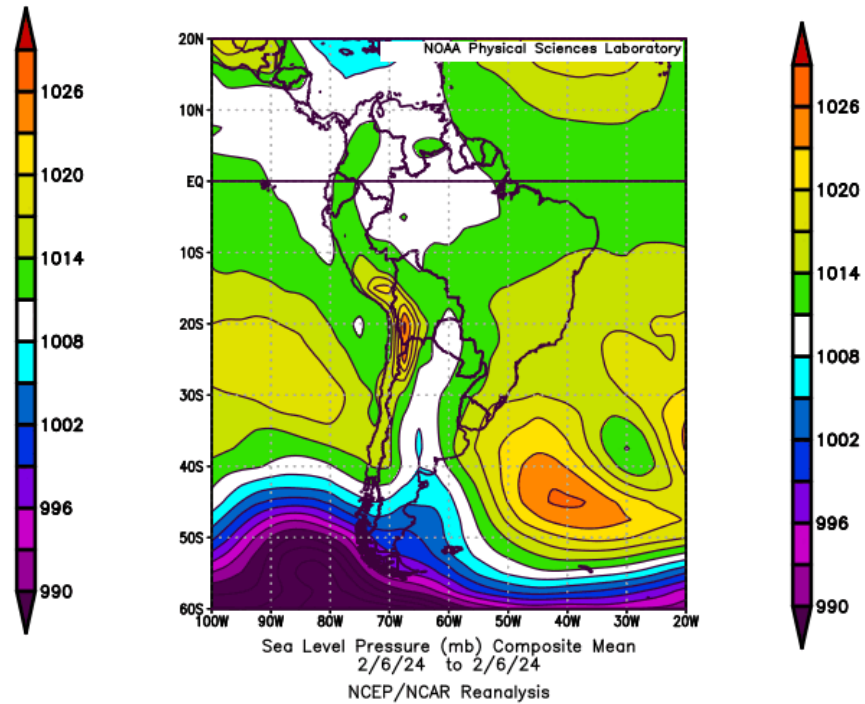 NOAA Physical Sciences Laboratory
20N
10N
EQ
10S
20S
30S
40S
50S
60S
100W 90W 80W 70W 60W 50W 40W 30W 20W
1026
1020
1014
1008
1002
996
990
1026
1020
1014
1008
1002
996
990
Sea Level Pressure (mb) Composite Mean
2/6/24 to 2/6/24
NCEP/NCAR Reanalysis